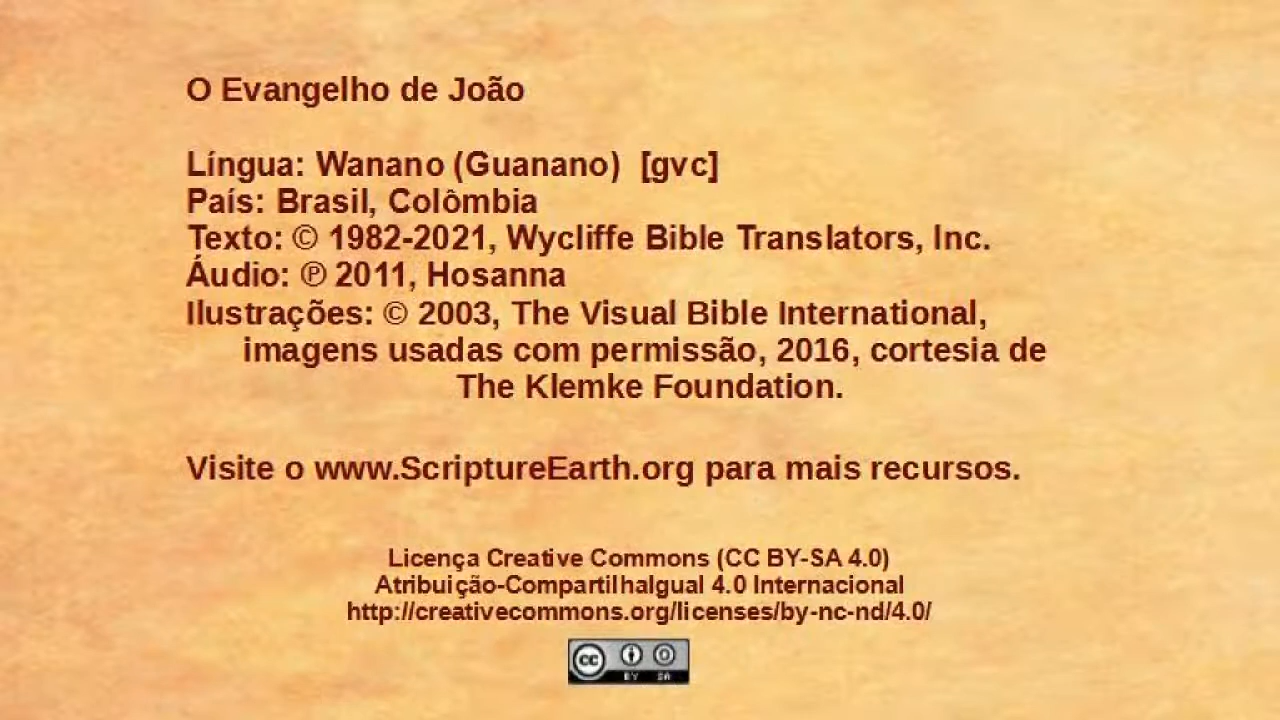 O Evangelho de João
Língua: Wanano (Guanano) [gvc]
País: Brasil, Colômbia
Texto: © 1982-2021, Wycliffe Bible Translators, Inc.
Áudio: ℗ 2011, Hosanna
Ilustrações: © 2003, The Visual Bible International,
imagens usadas com permissão, 2016, cortesia de
The Klemke Foundation.
Visite o www.ScriptureEarth.org para mais recursos.
Licença Creative Commons (CC BY-SA 4.0)
Atribuição-CompartilhaIgual 4.0 Internacional
http://creativecommons.org/licenses/by-nc-nd/4.0/
cc BY SA